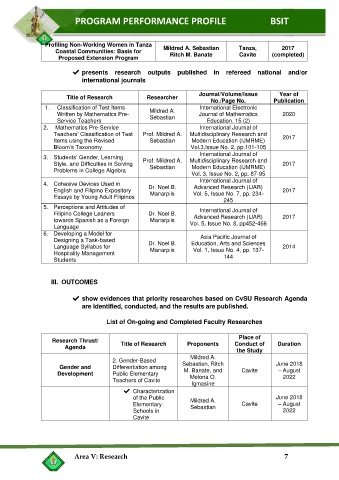 PROGRAM PERFORMANCE PROFILE BSIT
Profiling Non-Working Women in Tanza Coastal Communities: Basis for Proposed Extension Program
Mildred A. Sebastian
Ritch M. Banate
Tanza,
Cavite
2017
(completed)
✔ presents research outputs published in refereed national and/or
international journals
Title of Research
Researcher
Journal/Volume/Issue
No./Page No.
Year of
Publication
1. Classification of Test Items
Written by Mathematics Pre-
Service Teachers
Mildred A.
Sebastian
International Electronic
Journal of Mathematics
Education, 15 (2)
2020
2. Mathematics Pre-Service
Teachers' Classification of Test
Items using the Revised
Bloom's Taxonomy
Prof. Mildred A.
Sebastian
International Journal of
Multidisciplinary Research and
Modern Education (IJMRME)
Vol.3,Issue No. 2, pp.101-105
2017
3. Students' Gender, Learning
Style, and Difficulties in Solving
Problems in College Algebra
Prof. Mildred A.
Sebastian
International Journal of
Multidisciplinary Research and
Modern Education (IJMRME)
Vol. 3, Issue No. 2, pp. 87-95
2017
4. Cohesive Devices Used in
English and Filipino Expository
Essays by Young Adult Filipinos
Dr. Noel B.
Manarpiis
International Journal of
Advanced Research (IJAR)
Vol. 5, Issue No. 7, pp. 234-
245
2017
5. Perceptions and Attitudes of
Filipino College Leaners
towards Spanish as a Foreign
Language
Dr. Noel B.
Manarpiis
International Journal of
Advanced Research (IJAR)
Vol. 5, Issue No. 8, pp452-466
2017
6. Developing a Model for
Designing a Task-based
Language Syllabus for
Hospitality Management
Students
Dr. Noel B.
Manarpiis
Asia Pacific Journal of
Education, Arts and Sciences
Vol. 1, Issue No. 4, pp. 137-
144
2014
III. OUTCOMES
✔ show evidences that priority researches based on CvSU Research Agenda
are identified, conducted, and the results are published.
List of On-going and Completed Faculty Researches
Research Thrust/
Agenda
Title of Research
Proponents
Place of
Conduct of
the Study
Duration
Gender and
Development
2. Gender-Based
Differentiation among
Public Elementary
Teachers of Cavite
Mildred A.
Sebastian, Ritch
M. Banate, and
Melona O.
Igmasine
Cavite
June 2018
– August
2022
✔ Characterization
of the Public
Elementary
Schools in
Cavite
Mildred A.
Sebastian
Cavite
June 2018
– August
2022
Area V: Research 7